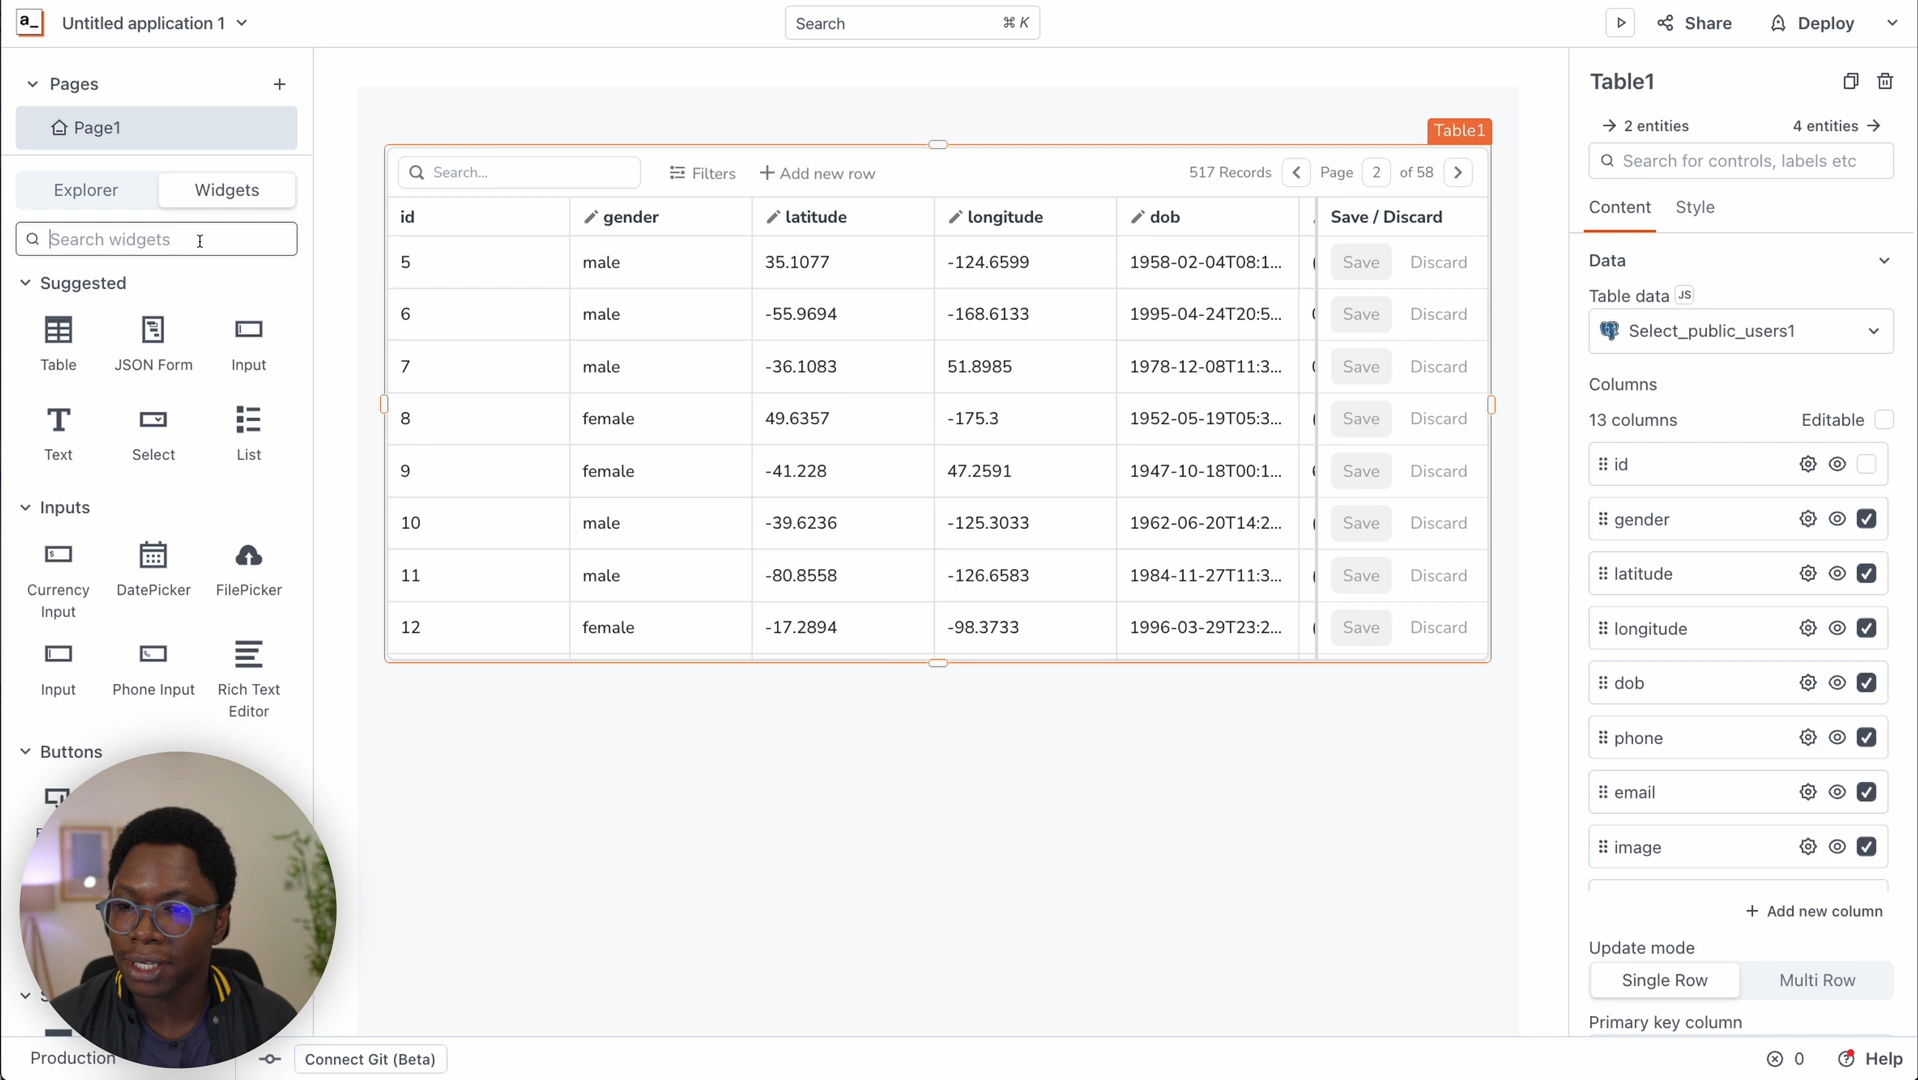 a_ Untitled application 1
Search ⌘ K
Share
Deploy
Pages
Page1
Explorer Widgets
Search widgets
Suggested
Table JSON Form Input
Text Select List
Inputs
Currency Input DatePicker FilePicker
Input Phone Input Rich Text Editor
Buttons
Production
Connect Git (Beta)
Table1
Search...
Filters
Add new row
517 Records Page 2 of 58
id gender latitude longitude dob Save / Discard
5 male 35.1077 -124.6599 1958-02-04T08:1... Save Discard
6 male -55.9694 -168.6133 1995-04-24T20:5... Save Discard
7 male -36.1083 51.8985 1978-12-08T11:3... Save Discard
8 female 49.6357 -175.3 1952-05-19T05:3... Save Discard
9 female -41.228 47.2591 1947-10-18T00:1... Save Discard
10 male -39.6236 -125.3033 1962-06-20T14:2... Save Discard
11 male -80.8558 -126.6583 1984-11-27T11:3... Save Discard
12 female -17.2894 -98.3733 1996-03-29T23:2... Save Discard
Table1
2 entities 4 entities
Search for controls, labels etc
Content Style
Data
Table data JS
Select_public_users1
Columns
13 columns Editable
id
gender
latitude
longitude
dob
phone
email
image
Add new column
Update mode
Single Row Multi Row
Primary key column
0
Help